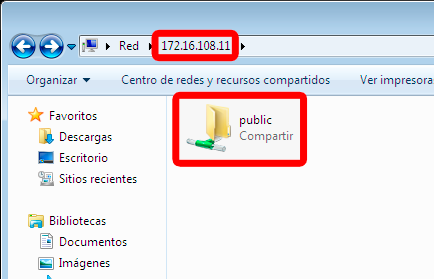 Red 172.16.108.11
Organizar Centro de redes y recursos compartidos Ver impresora
Favoritos
Descargas
Escritorio
Sitios recientes
Bibliotecas
Documentos
Imágenes
public
Compartir